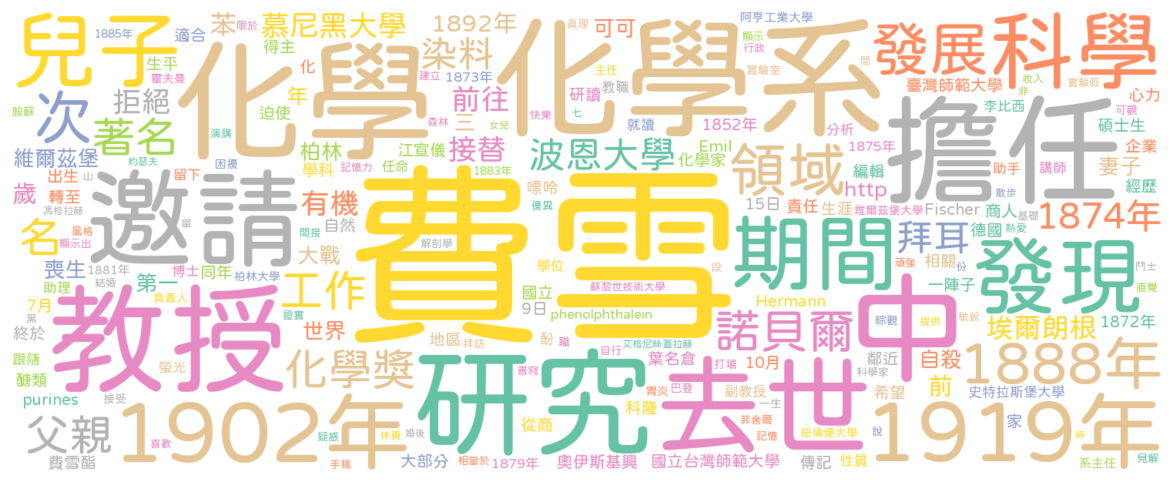 兒子
1885年
限於
適合
生平
霍夫曼
苯
得主
化
慕尼黑大學
1892年
染料
可可
真理
阿亨工業大學
顯示
行政
發展
科學
化學
化學系
次
著名
拒絕
迫使
年
演講
建立
1873年
前往
三
森林
主任
研讀
教職
實驗室
間
臺灣師範大學
收入
非
實驗假
心力
可觀
李比西
碩士生
胺蘇
維爾茲堡
約瑟夫
困擾
柏林
學科
江宣儀
任命
記憶力
接替
1883年
快樂
女兒
七
就讀
1852年
分析
1875年
波恩大學
Emil
化學家
領域
編輯
助手
講師
企業
妻子
經歷
擔任
出生
山
轉至
留下
歲
名
馮格拉赫
風格
顯示出
單
邀請
有機
自然
優異
嘌呤
15日
責任
生涯
http
維爾茲堡大學
Fischer
商人
基礎
散步
熱愛
德國
1874年
費雪
間接
解剖學
大戰
期間
拜耳
相關
頑強
份
一陣子
發現
鬥士
直覺
喪生
1881年
結婚
博士
同年
柏林大學
第一
助理
負責人
7月
黑
終於
證實
工作
學位
國立
9日
蘇黎世技術大學
段
phenolphthalein
Hermann
綜觀
提供
敏銳
埃爾朗根
1872年
教授
跟隨
醣類
螢光
世界
地區
拜訪
酚
職
艾格尼絲蓋拉赫
自行
諾貝爾
中
purines
接受
化學獎
書寫
研究
葉名倉
打場
10月
鄰近
科學家
自殺
1888年
胃炎
巴登
副教授
希望
前
史特拉斯堡大學
父親
1902年
喜歡
疑惑
休養
婚後
從商
科隆
菲舍爾
記憶
一生
去世
紐倫堡大學
說
家
1919年
時
費雪酯
手稿
大部分
相當於
1879年
奧伊斯基興
國立台灣師範大學
傳記
性質
系主任
見解